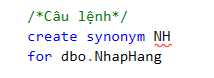 /*Câu lệnh*/
create synonym NH
for dbo.NhapHang